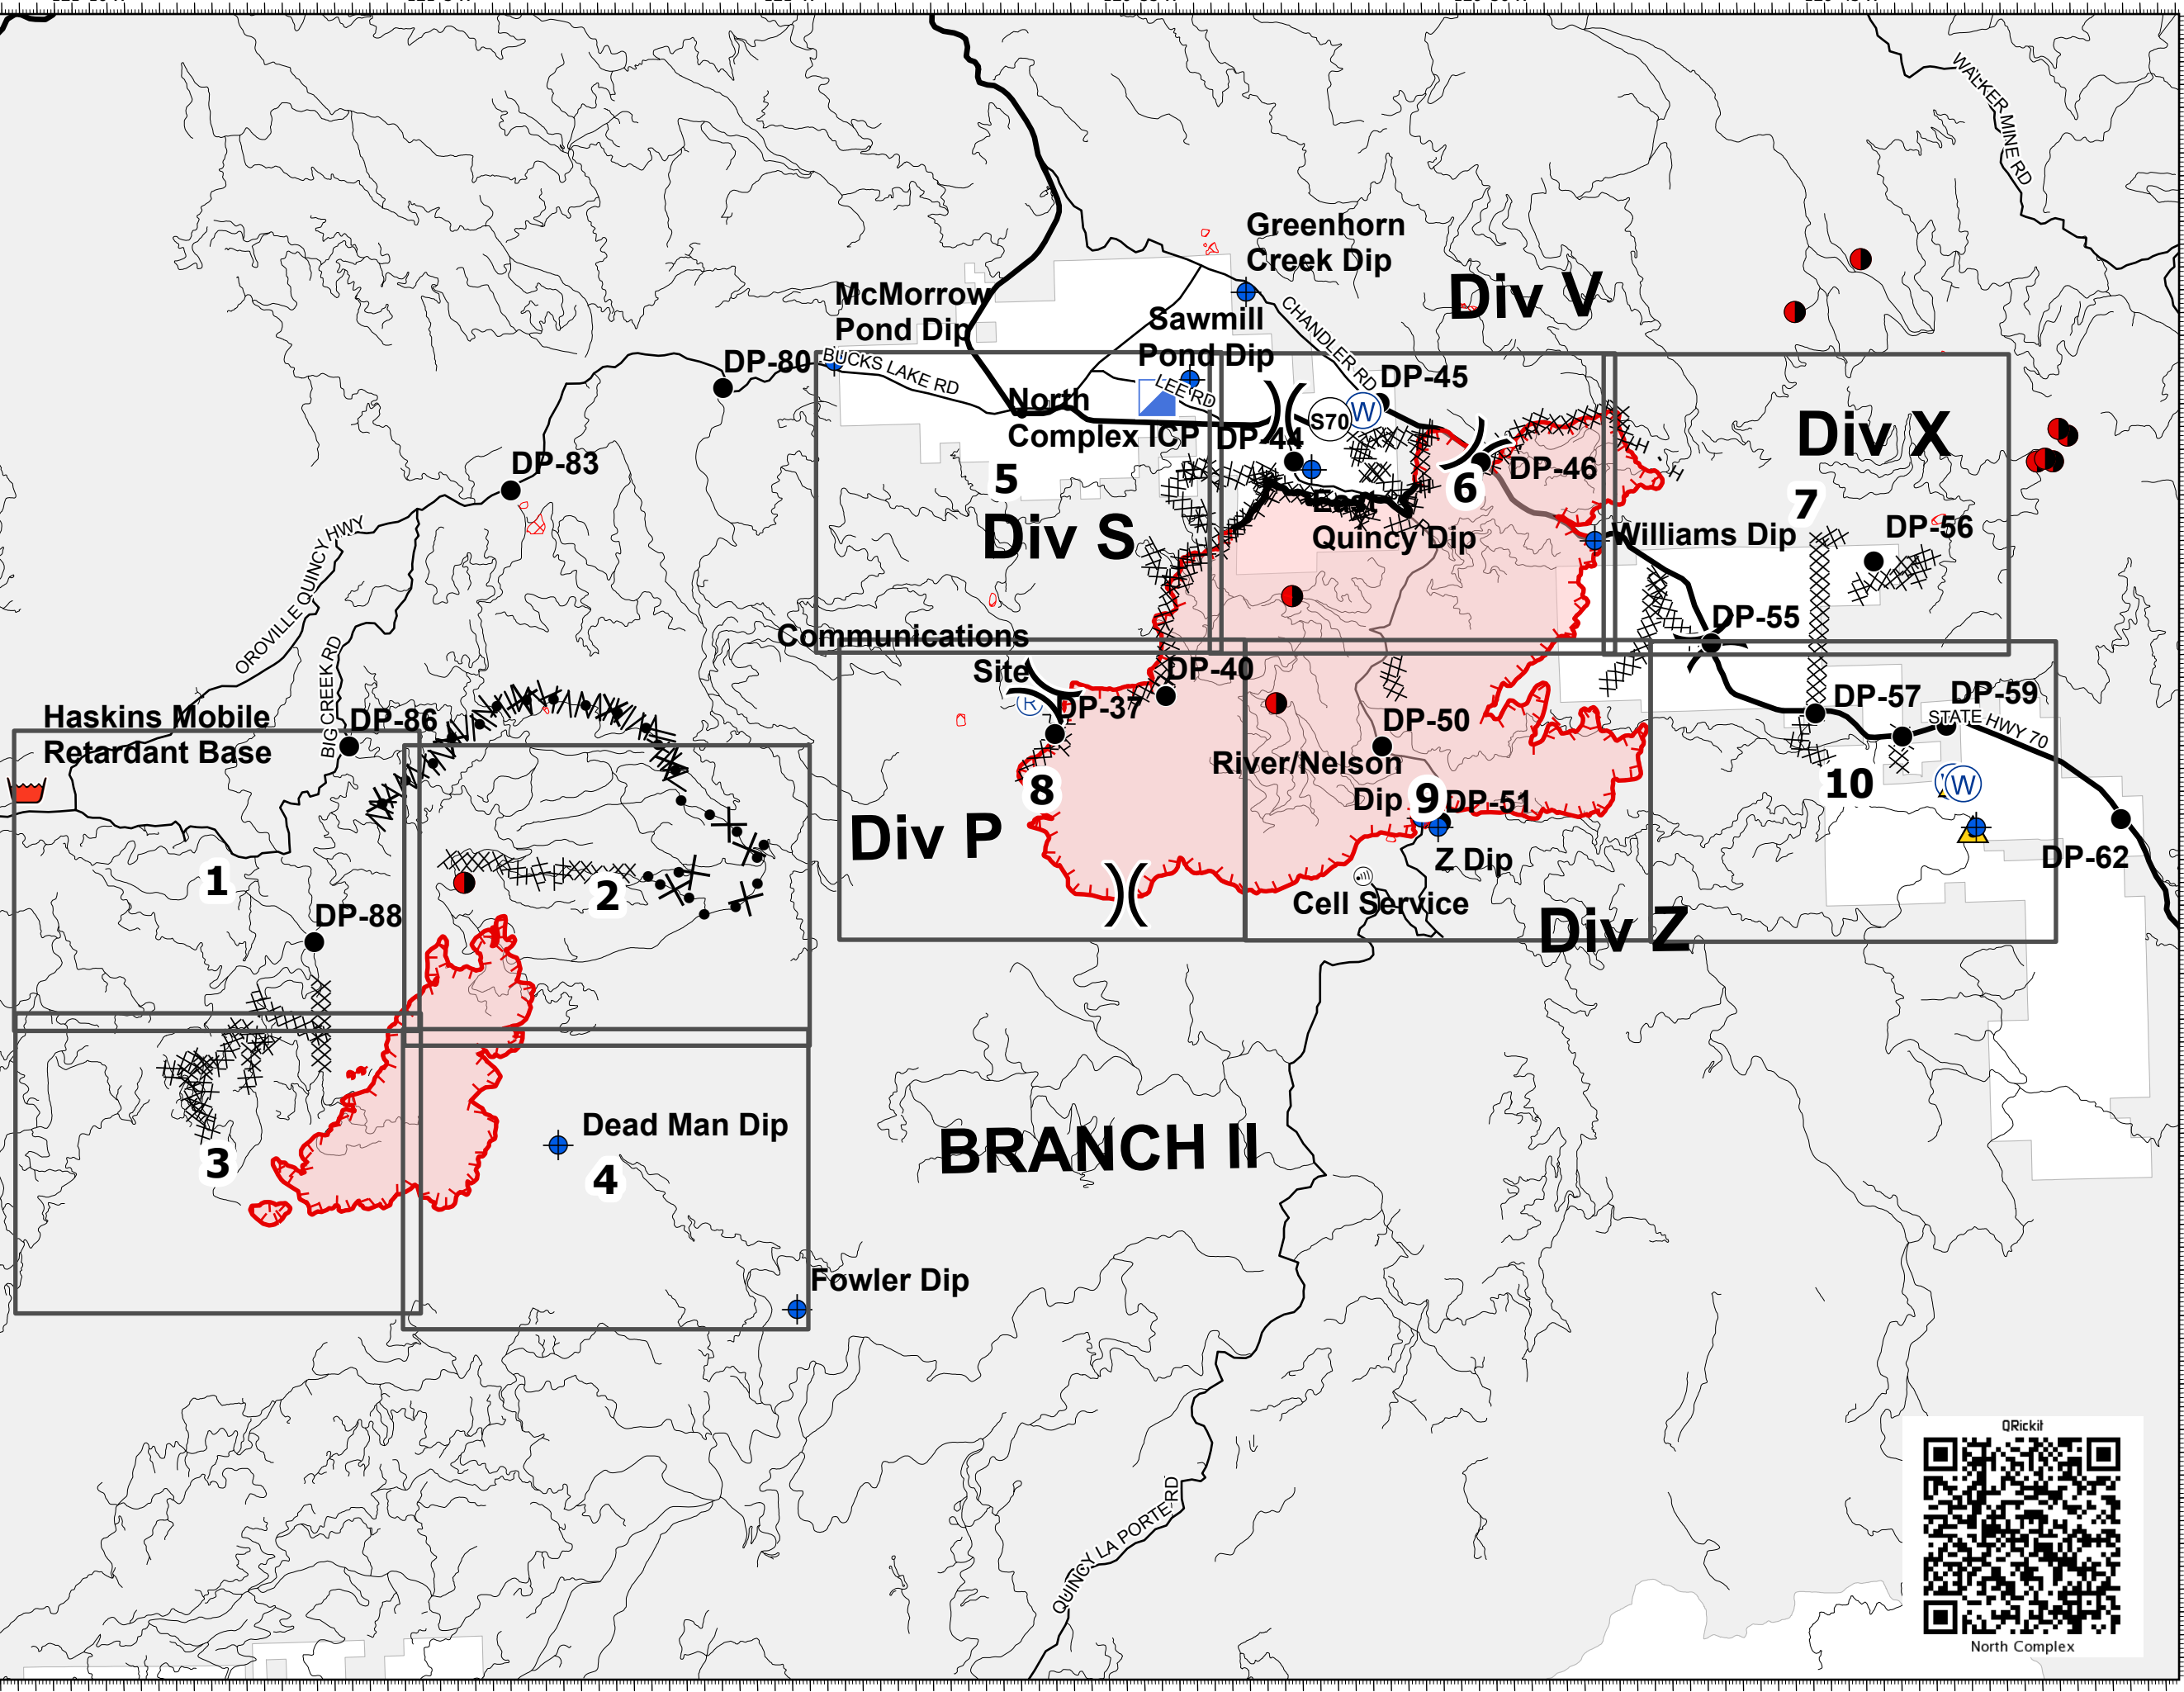 WALKER MINE RD
Greenhorn
Creek Dip
Div V
McMorrow
Pond Dip
Sawmill
Pond Dip
CHANDLER RD
DP-80
BUCKS LAKE RD
LEE RD
DP-45
North
Complex ICP
S70
W
DP-44
Div X
DP-83
5
DP-46
6
7
East
Quincy Dip
Div S
Williams Dip
DP-56
OROVILLE QUINCY HWY
BIG CREEK RD
Communications
Site
DP-55
DP-40
R
DP-37
DP-57
DP-59
STATE HWY 70
Haskins Mobile
Retardant Base
DP-86
DP-50
River/Nelson
Dip
8
9
DP-51
10
W
Div P
Z Dip
DP-62
1
2
Cell Service
DP-88
Div Z
Dead Man Dip
BRANCH II
3
4
Fowler Dip
QUINCY LA PORTE RD
QRickit
North Complex